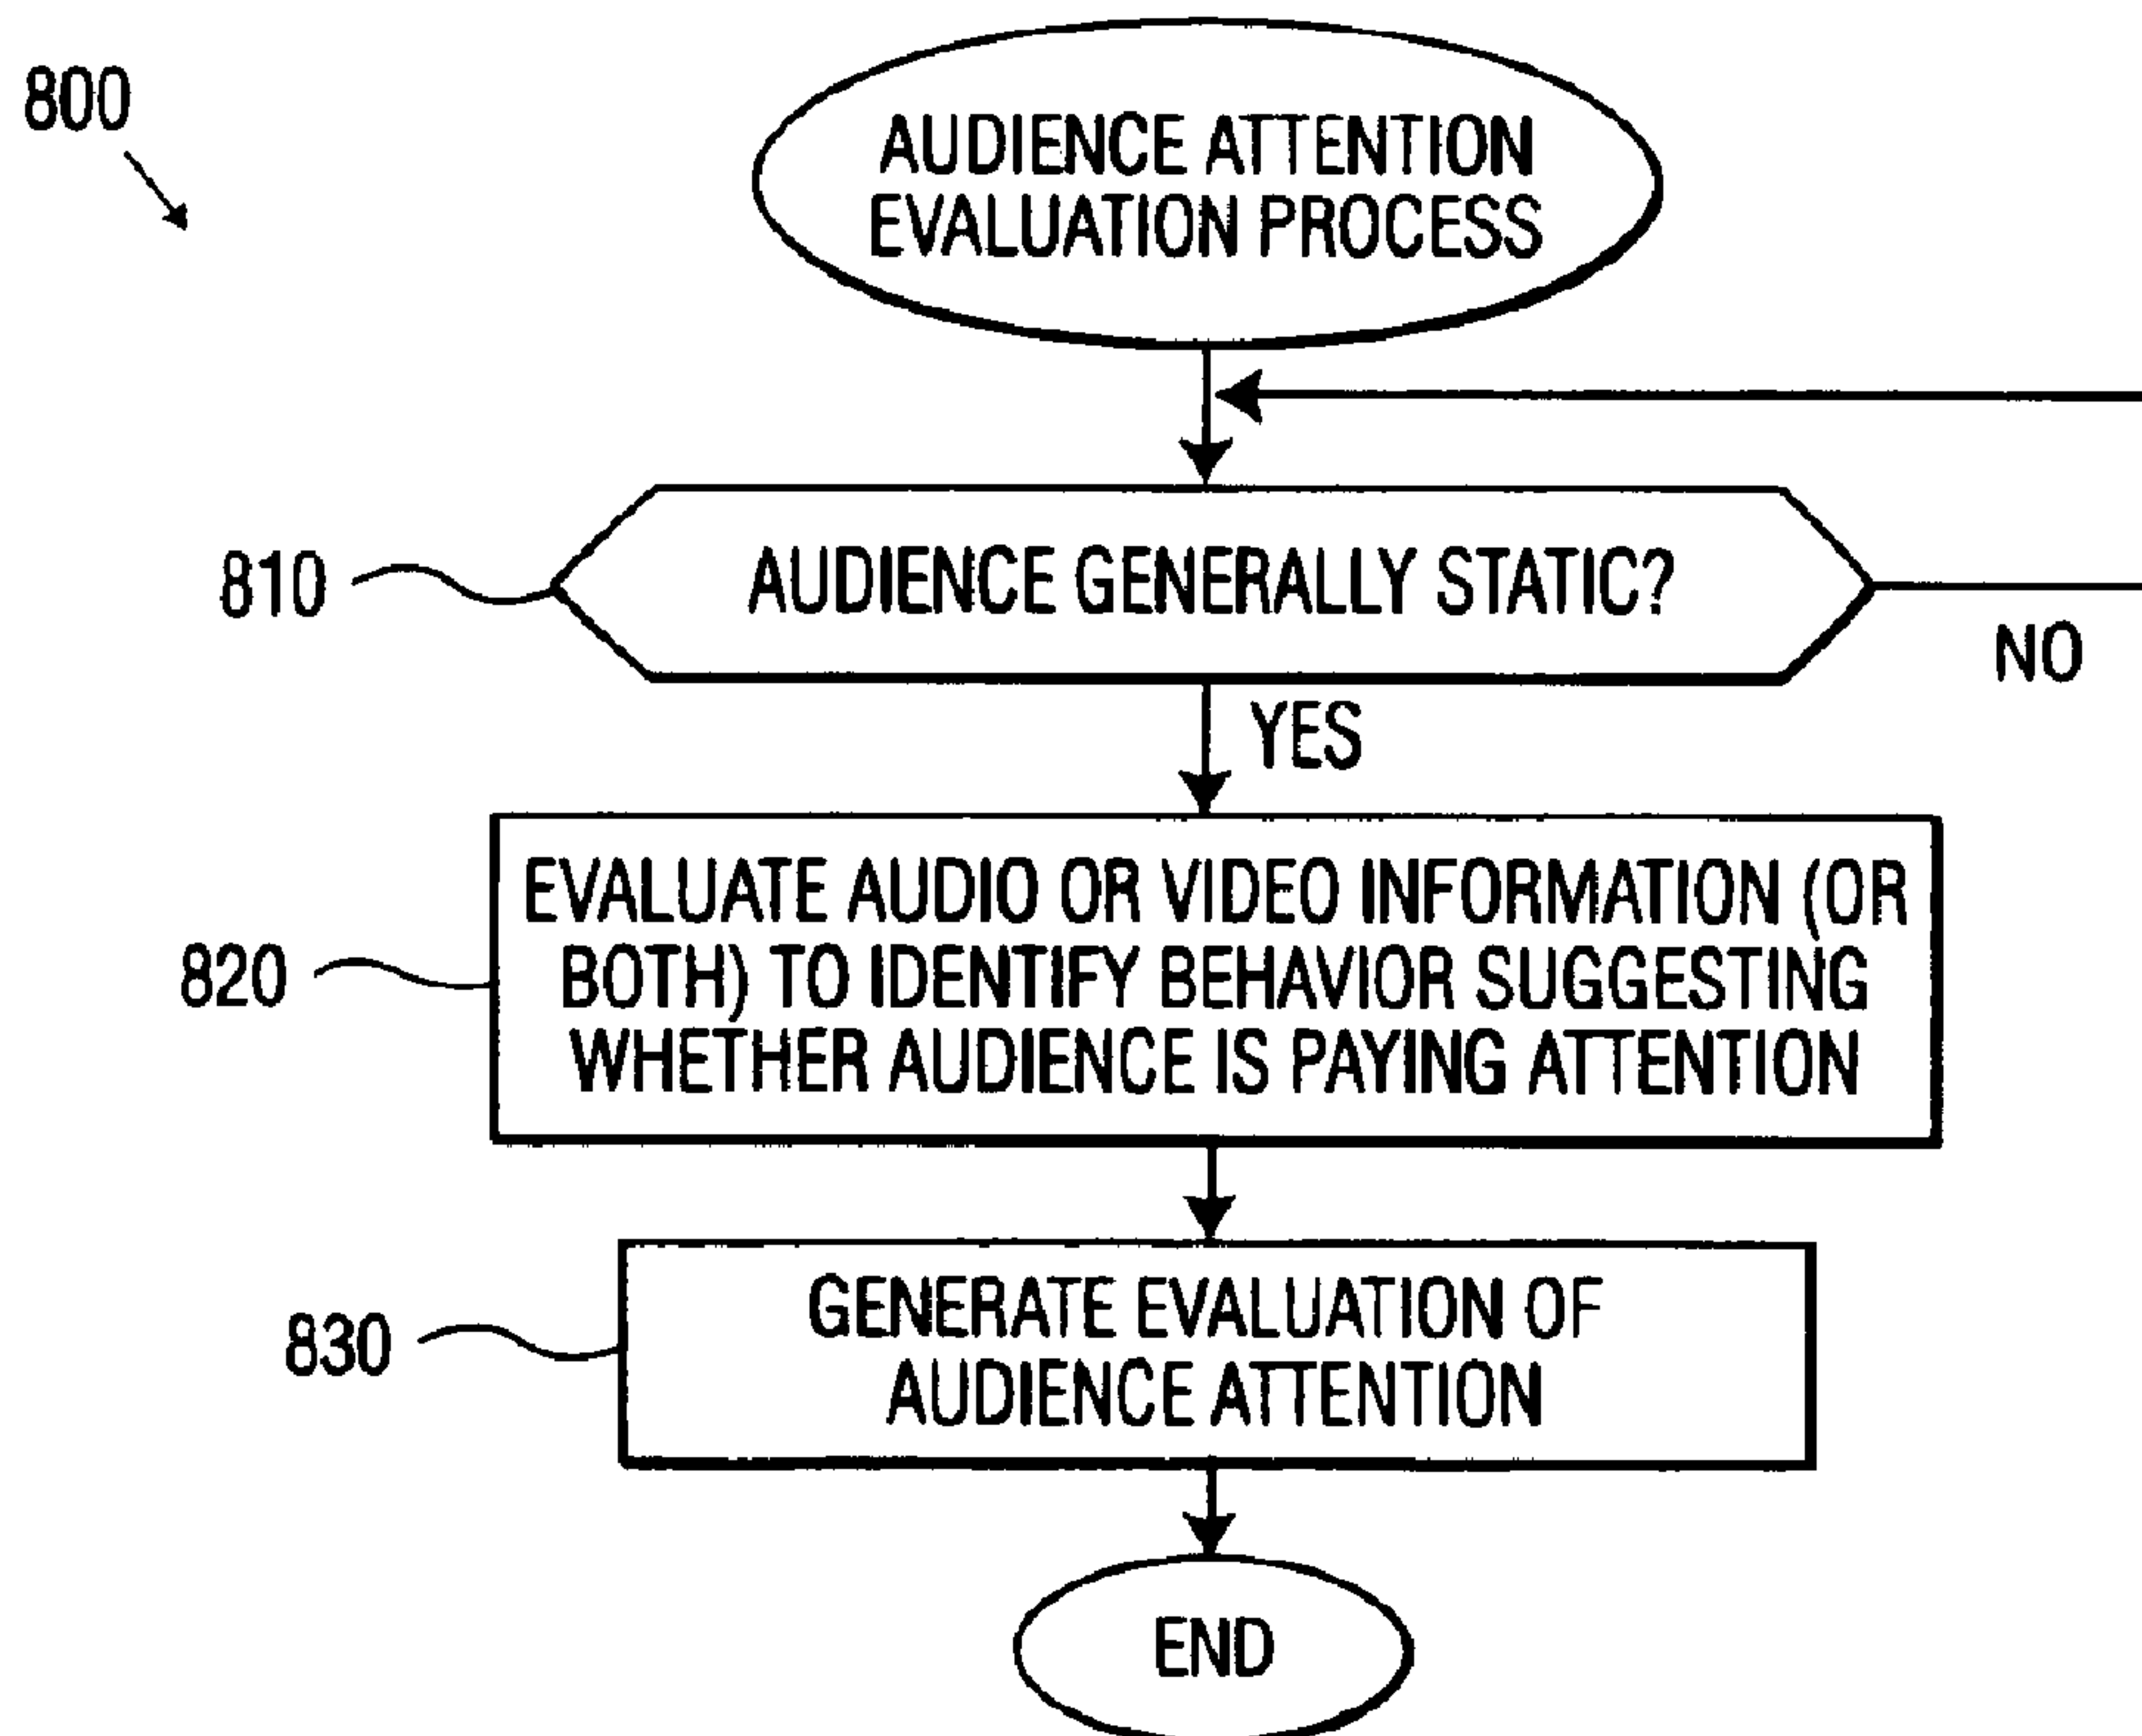 800
AUDIENCE ATTENTION
EVALUATION PROCESS
810
AUDIENCE GENERALLY STATIC?
NO
YES
820
EVALUATE AUDIO OR VIDEO INFORMATION (OR
BOTH) TO IDENTIFY BEHAVIOR SUGGESTING
WHETHER AUDIENCE IS PAYING ATTENTION
830
GENERATE EVALUATION OF
AUDIENCE ATTENTION
END